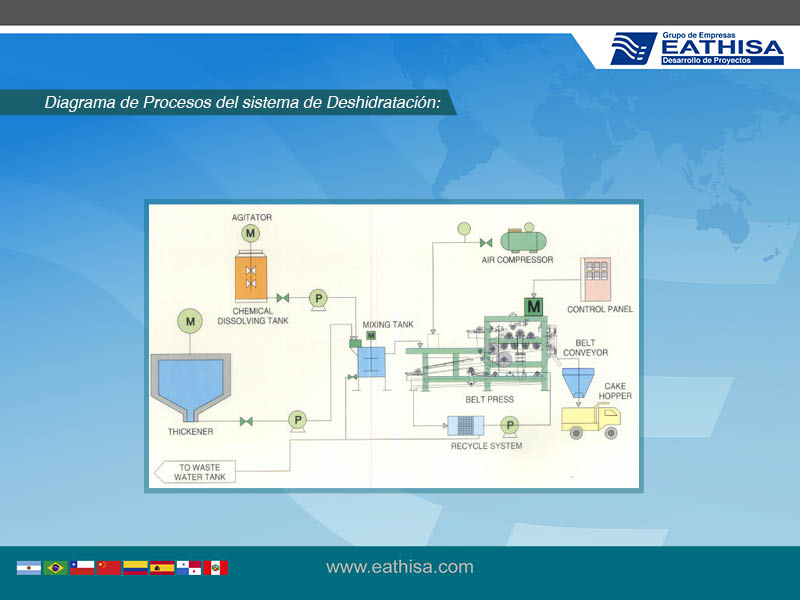 Grupo de Empresas
EATHISA
Desarrollo de Proyectos
Diagrama de Procesos del sistema de Deshidratación:
AGITATOR
M
CHEMICAL
DISSOLVING TANK
P
M
THICKENER
P
TO WASTE
WATER TANK
MIXING TANK
M
AIR COMPRESSOR
M
CONTROL PANEL
BELT
CONVEYOR
CAKE
HOPPER
BELT PRESS
P
RECYCLE SYSTEM
www.eathisa.com